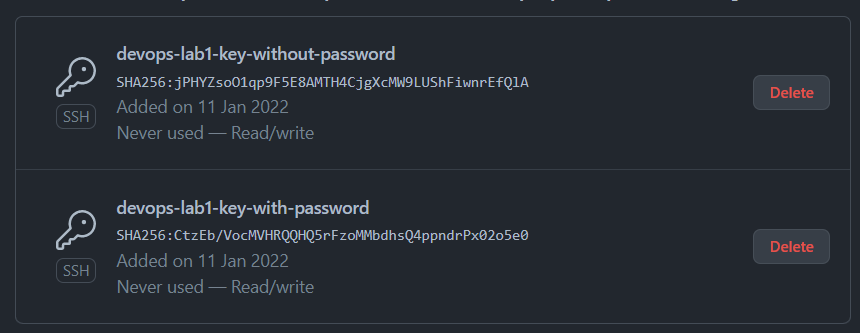 devops-lab1-key-without-password
SHA256:jPHYZsoO1qp9F5E8AMTH4CjgXcMW9LUShFiwnrEfQlA
Added on 11 Jan 2022
SSH
Never used — Read/write
Delete
devops-lab1-key-with-password
SHA256:CtzEb/VocMVHRQQHQ5rFzoMMbdhsQ4ppndrPx02o5e0
Added on 11 Jan 2022
SSH
Never used — Read/write
Delete